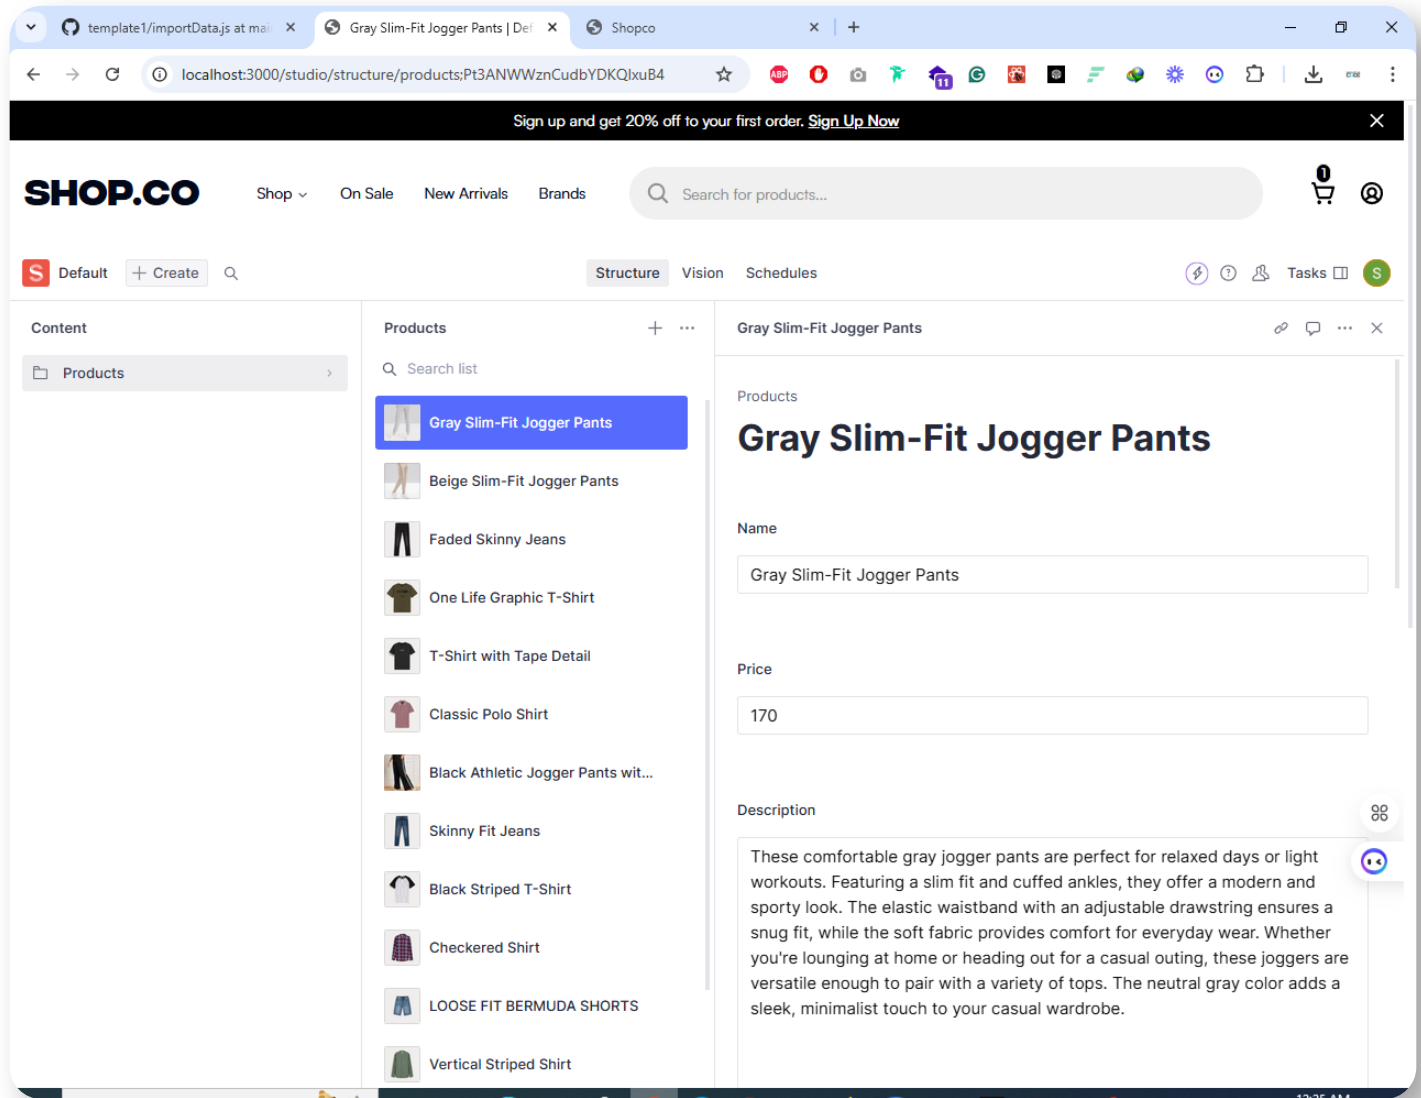 template1/importData.js at mai
Gray Slim-Fit Jogger Pants | Def
Shopco
localhost:3000/studio/structure/products;Pt3ANWWznCudbYDKQlxuB4
ABP
11
Sign up and get 20% off to your first order. Sign Up Now
SHOP.CO
Shop
On Sale
New Arrivals
Brands
Search for products...
1
S
Default
Create
Structure
Vision
Schedules
Tasks
S
Content
Products
Products
Search list
Gray Slim-Fit Jogger Pants
Beige Slim-Fit Jogger Pants
Faded Skinny Jeans
One Life Graphic T-Shirt
T-Shirt with Tape Detail
Classic Polo Shirt
Black Athletic Jogger Pants wit...
Skinny Fit Jeans
Black Striped T-Shirt
Checkered Shirt
LOOSE FIT BERMUDA SHORTS
Vertical Striped Shirt
Gray Slim-Fit Jogger Pants
Products
Gray Slim-Fit Jogger Pants
Name
Gray Slim-Fit Jogger Pants
Price
170
Description
These comfortable gray jogger pants are perfect for relaxed days or light
workouts. Featuring a slim fit and cuffed ankles, they offer a modern and
sporty look. The elastic waistband with an adjustable drawstring ensures a
snug fit, while the soft fabric provides comfort for everyday wear. Whether
you're lounging at home or heading out for a casual outing, these joggers are
versatile enough to pair with a variety of tops. The neutral gray color adds a
sleek, minimalist touch to your casual wardrobe.